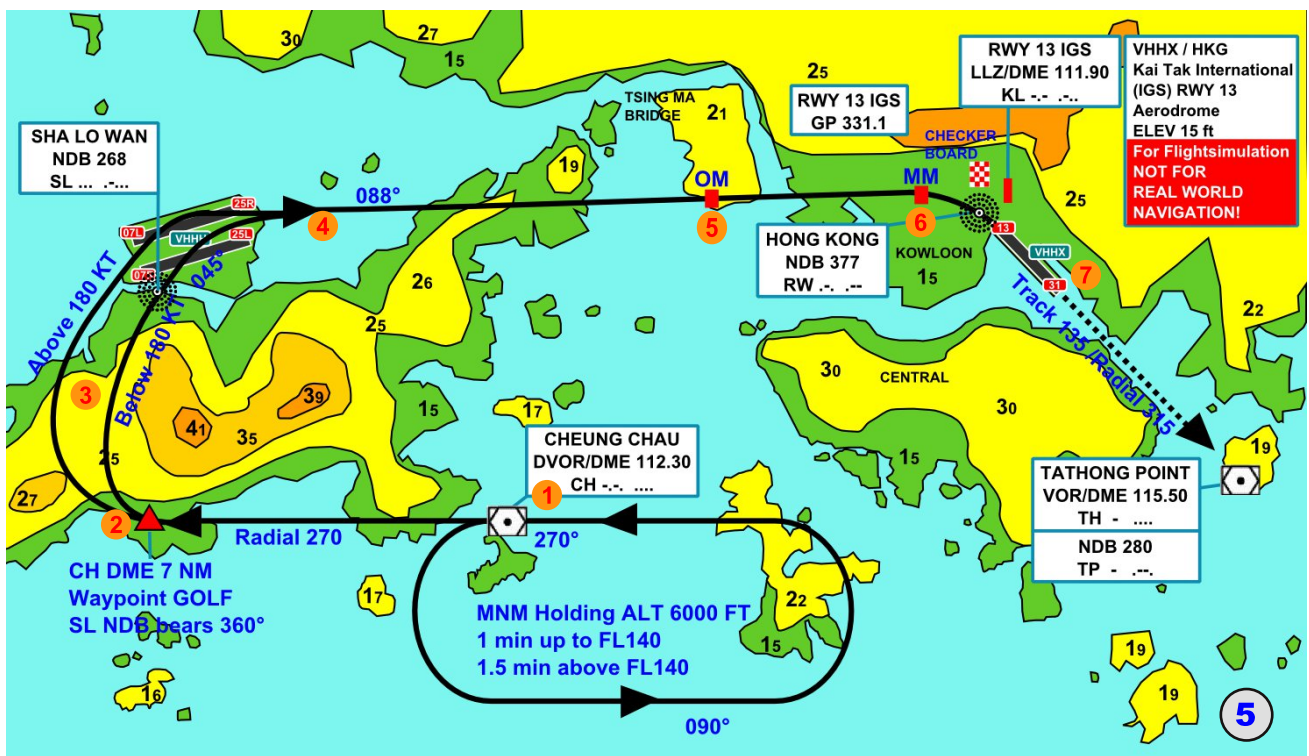 30
27
15
25
TSING MA
BRIDGE
21
19
SHA LO WAN
NDB 268
SL ... .-...
RWY 13 IGS
GP 331.1
RWY 13 IGS
LLZ/DME 111.90
KL -.- .-..
VHHX / HKG
Kai Tak International
(IGS) RWY 13
Aerodrome
ELEV 15 ft
For Flightsimulation
NOT FOR
REAL WORLD
NAVIGATION!
CHECKER
BOARD
088°
OM
MM
4
5
6
07L
25R
VHHH
25L
045°
HONG KONG
NDB 377
RW .-. .--
KOWLOON
15
13
VHHX
31
7
25
22
Track 135 /Radial 315
Above 180 KT
Below 180 KT
3
26
25
39
41
35
25
27
15
17
30
CENTRAL
30
15
19
CHEUNG CHAU
DVOR/DME 112.30
CH -.-. ....
1
TATHONG POINT
VOR/DME 115.50
TH - ....
NDB 280
TP - .--.
2
Radial 270
270°
CH DME 7 NM
Waypoint GOLF
SL NDB bears 360°
17
MNM Holding ALT 6000 FT
1 min up to FL140
1.5 min above FL140
22
15
090°
16
19
19
5